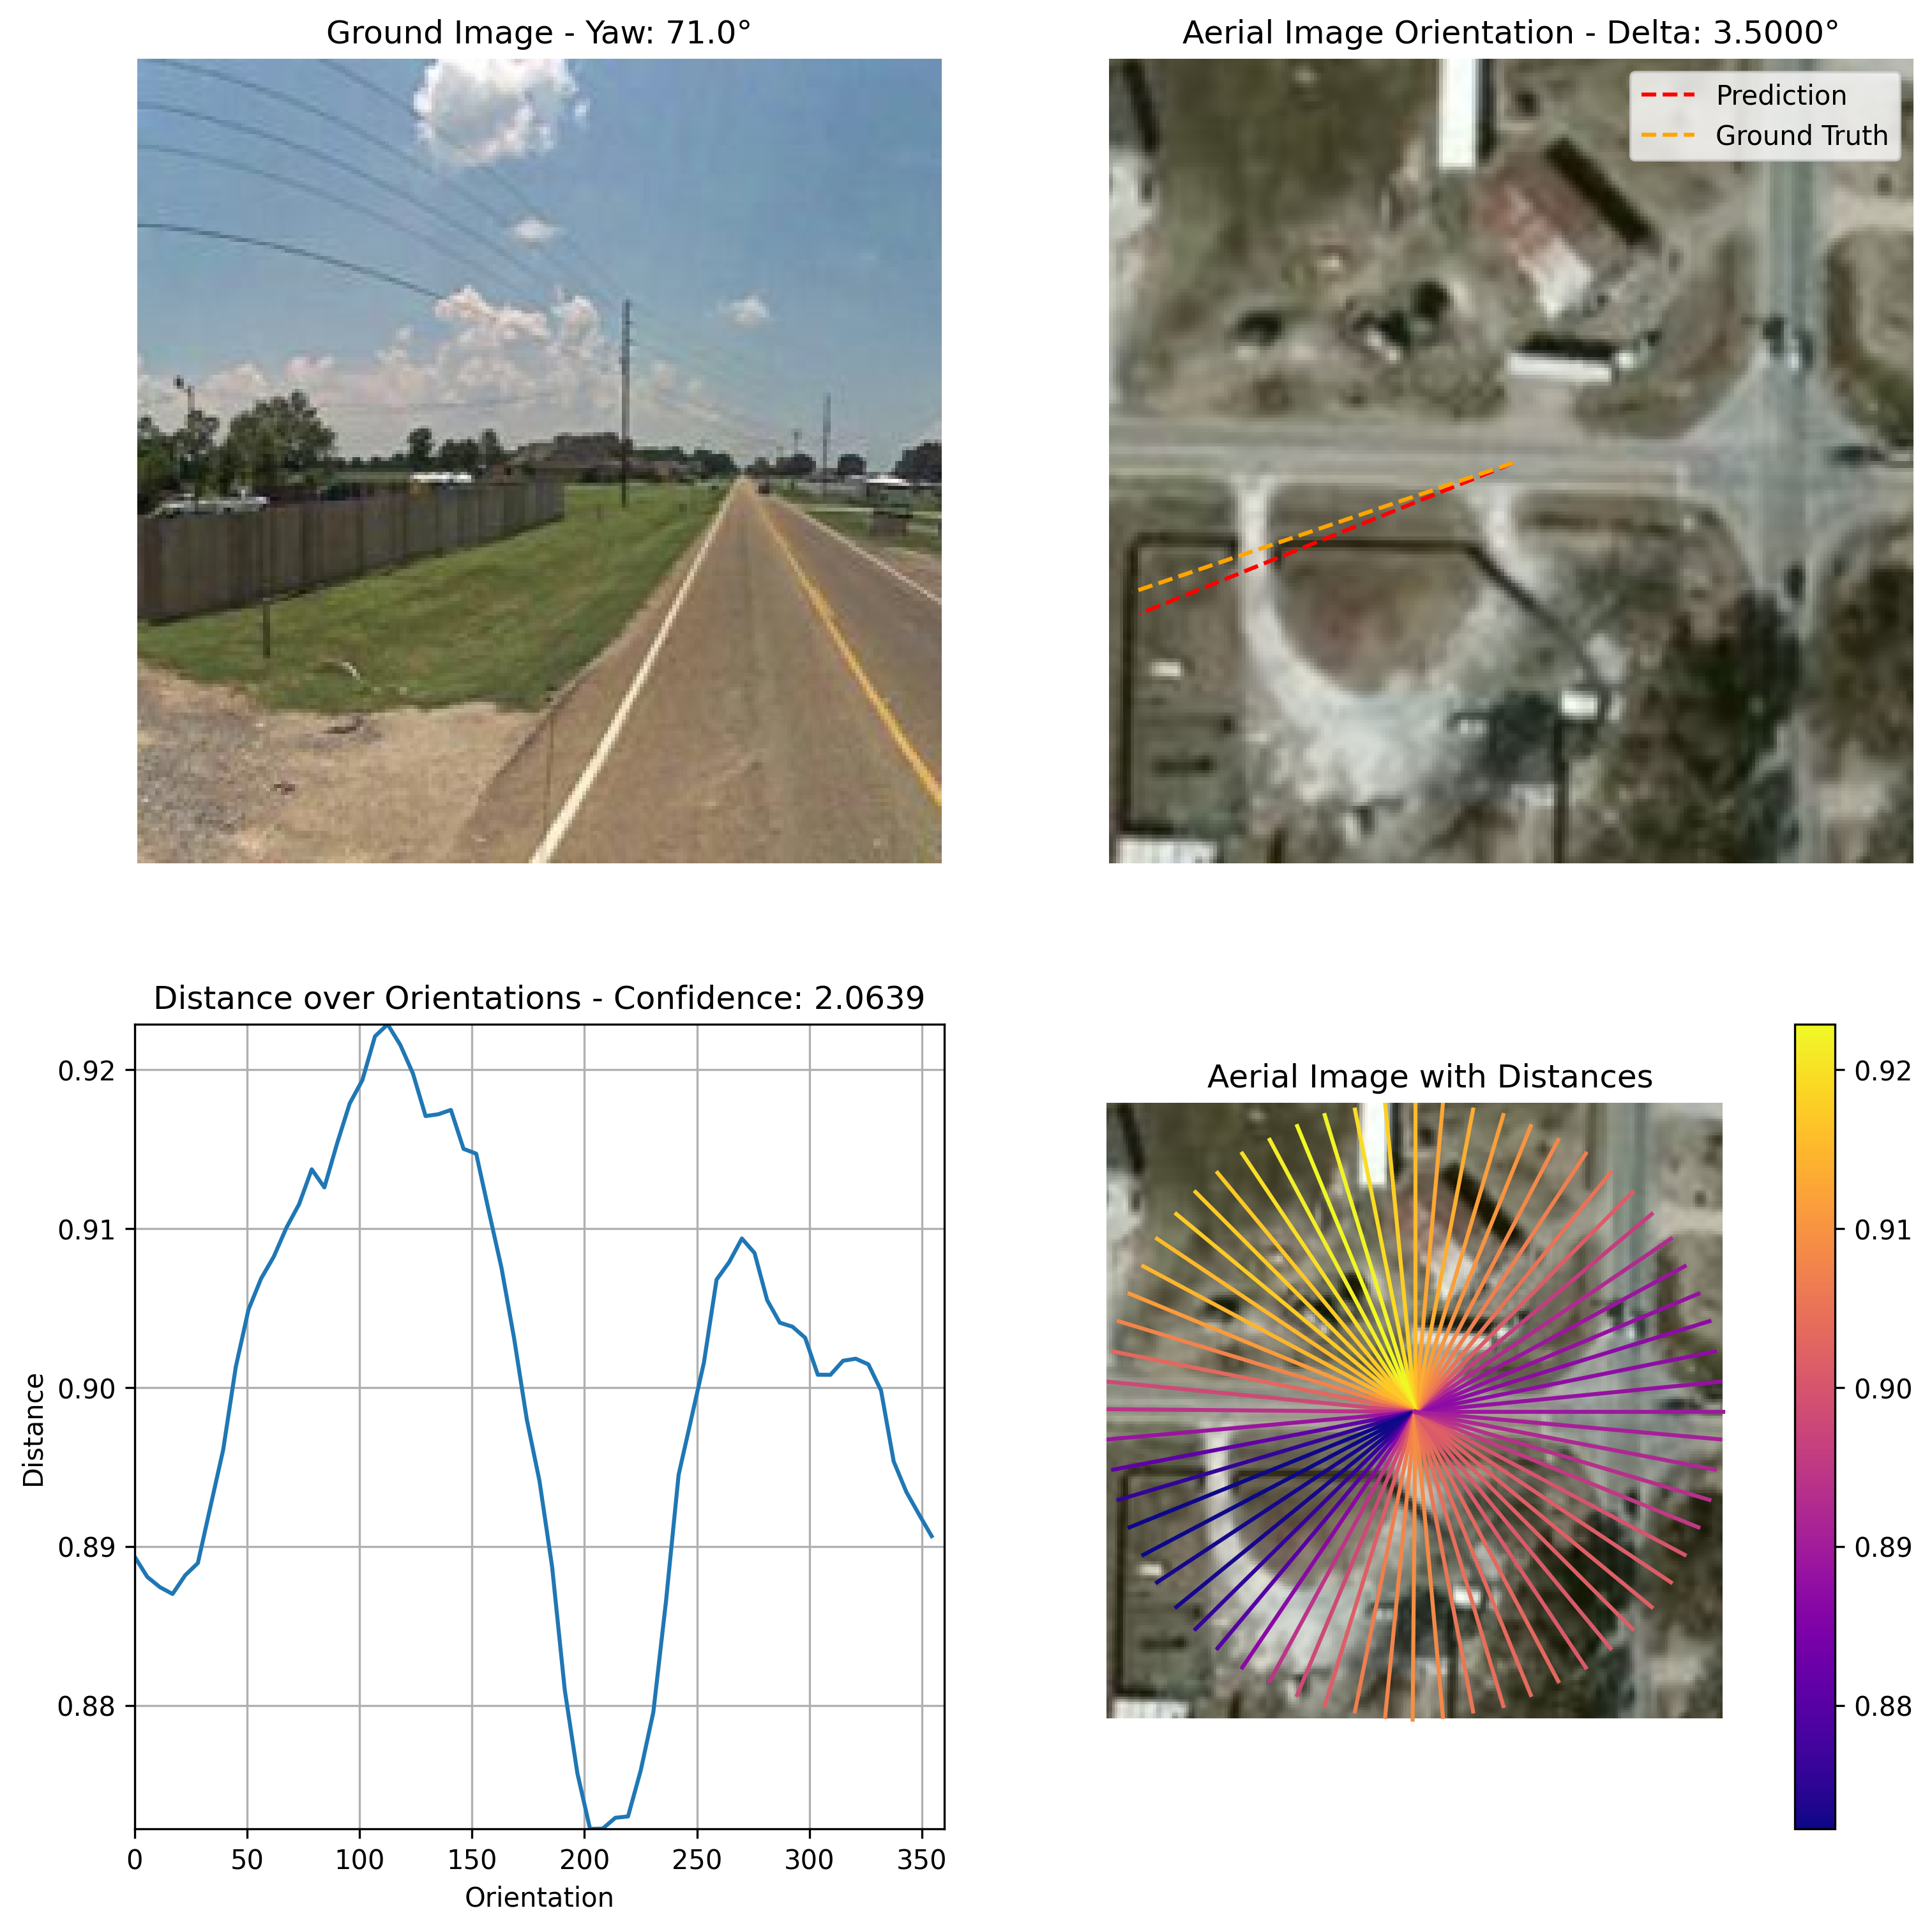 Ground Image - Yaw: 71.0°
Aerial Image Orientation - Delta: 3.5000°
Prediction
Ground Truth
Distance over Orientations - Confidence: 2.0639
0.92
0.91
0.90
0.89
0.88
Distance
0
50
100
150
200
250
300
350
Orientation
Aerial Image with Distances
0.92
0.91
0.90
0.89
0.88